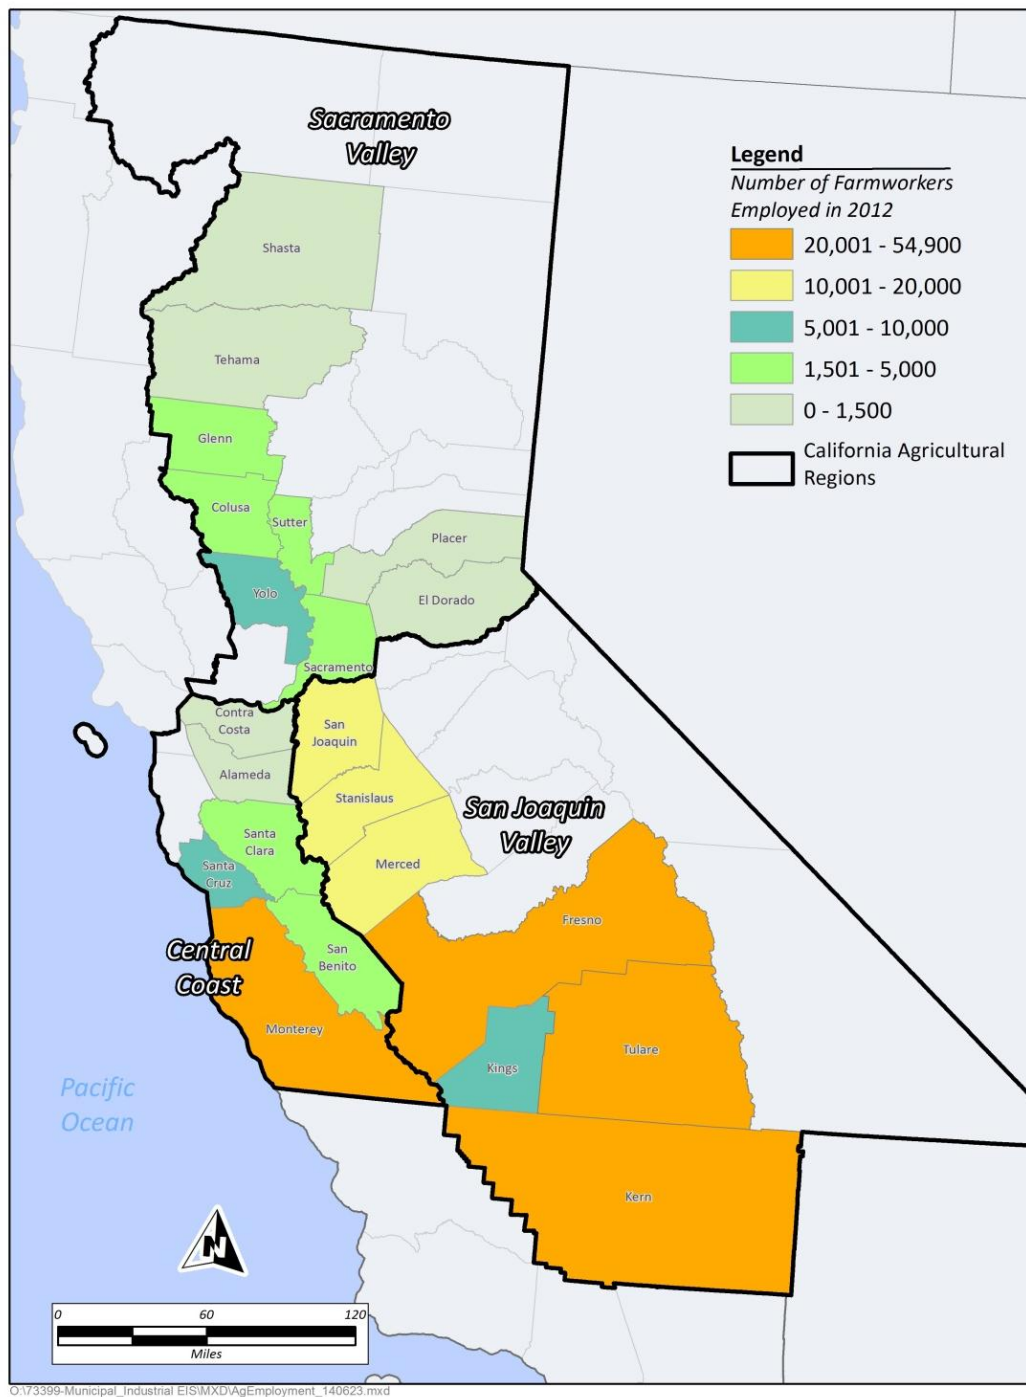 Sacramento
Valley
Legend
Number of Farmworkers
Employed in 2012
20,001 - 54,900
10,001 - 20,000
5,001 - 10,000
1,501 - 5,000
0 - 1,500
California Agricultural
Regions
Shasta
Tehama
Glenn
Colusa
Sutter
Placer
Yolo
El Dorado
Sacramento
Contra
Costa
San
Joaquin
Alameda
Stanislaus
San Joaquin
Valley
Santa
Clara
Merced
Santa
Cruz
Fresno
Central
Coast
San
Benito
Monterey
Tulare
Kings
Pacific
Ocean
Kern
N
0 60 120
Miles
O:\73399-Municipal_Industrial EIS\MXD\AgEmployment_140623.mxd